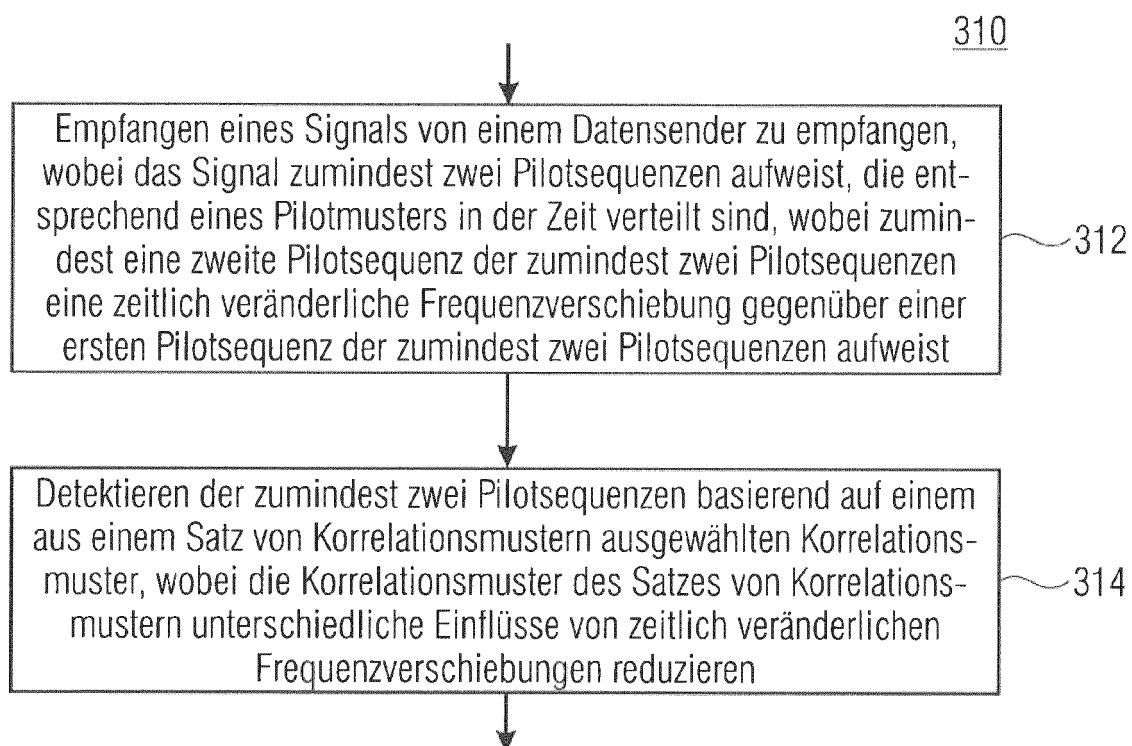 310
Empfangen eines Signals von einem Datensender zu empfangen,
wobei das Signal zumindest zwei Pilotsequenzen aufweist, die ent-
sprechend eines Pilotmusters in der Zeit verteilt sind, wobei zumin-
dest eine zweite Pilotsequenz der zumindest zwei Pilotsequenzen
eine zeitlich veränderliche Frequenzverschiebung gegenüber einer
ersten Pilotsequenz der zumindest zwei Pilotsequenzen aufweist
312
Detektieren der zumindest zwei Pilotsequenzen basierend auf einem
aus einem Satz von Korrelationsmustern ausgewählten Korrelations-
muster, wobei die Korrelationsmuster des Satzes von Korrelations-
mustern unterschiedliche Einflüsse von zeitlich veränderlichen
Frequenzverschiebungen reduzieren
314